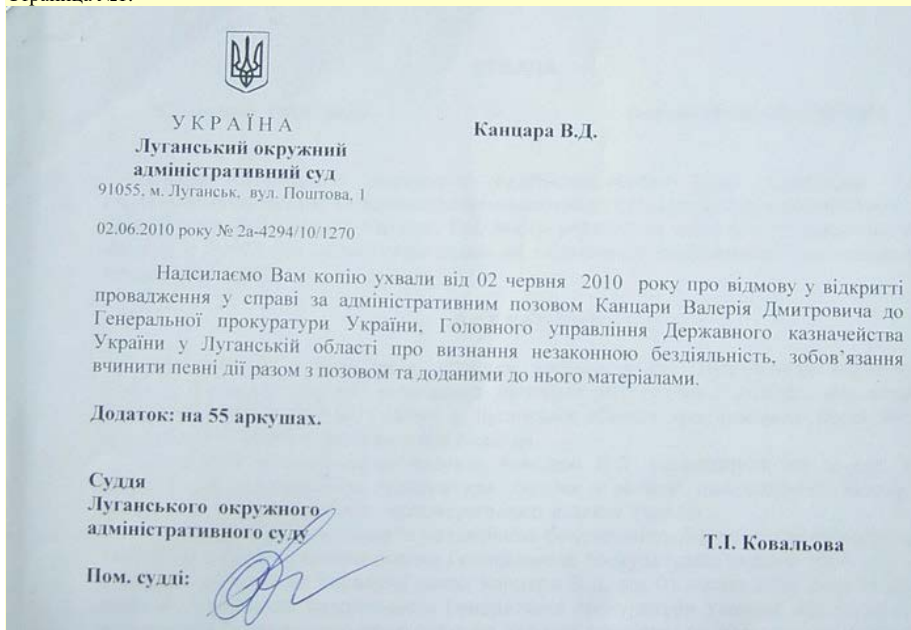 УКРАЇНА
Луганський окружний
адміністративний суд
91055, м. Луганськ, вул. Поштова, 1
02.06.2010 року № 2а-4294/10/1270
Канцара В.Д.
Надсилаємо Вам копію ухвали від 02 червня 2010 року про відмову у відкритті
провадження у справі за адміністративним позовом Канцари Валерія Дмитровича до
Генеральної прокуратури України, Головного управління Державного казначейства
України у Луганській області про визнання незаконною бездіяльність, зобов'язання
вчинити певні дії разом з позовом та доданими до нього матеріалами.
Додаток: на 55 аркушах.
Суддя
Луганського окружного
адміністративного суду
Т.І. Ковальова
Пом. судді: